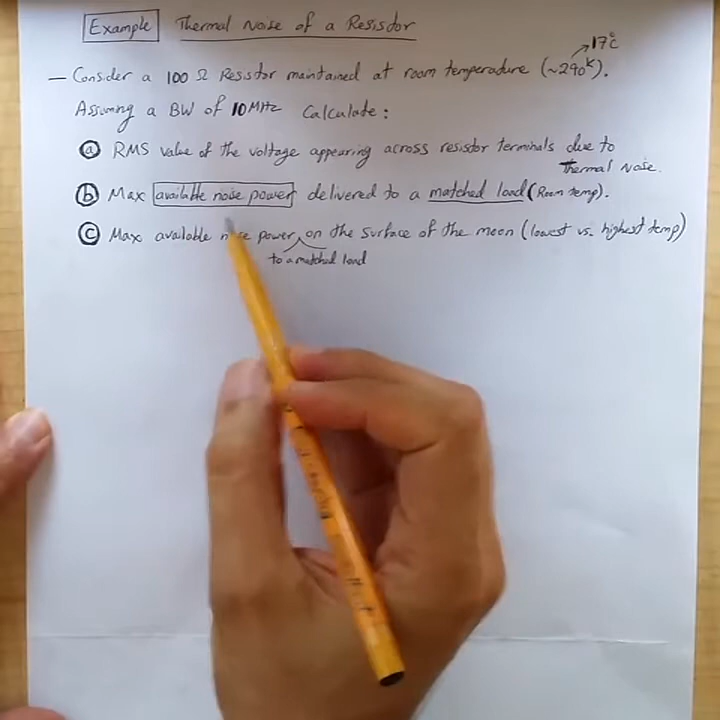 Example Thermal Noise of a Resistor
17°C
— Consider a 100 Ω Resistor maintained at room temperature (~290K).
Assuming a BW of 10MHz Calculate:
ⓐ RMS value of the voltage appearing across resistor terminals due to
Thermal Noise.
ⓑ Max available noise power delivered to a matched load (Room temp).
ⓒ Max available noise power on the surface of the moon (lowest vs. highest temp)
to a matched load